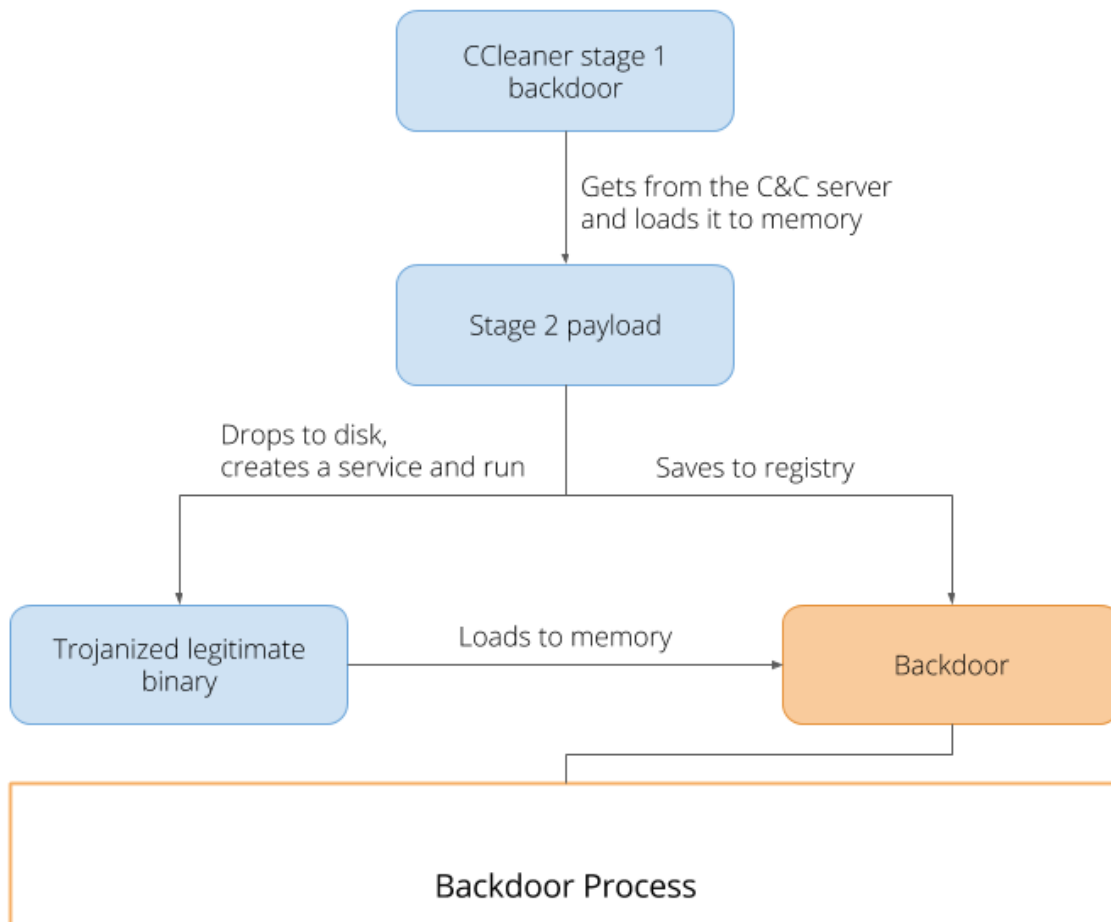 CCleaner stage 1
backdoor
Gets from the C&C server
and loads it to memory
Stage 2 payload
Drops to disk,
creates a service and run
Saves to registry
Trojanized legitimate
binary
Loads to memory
Backdoor
Backdoor Process